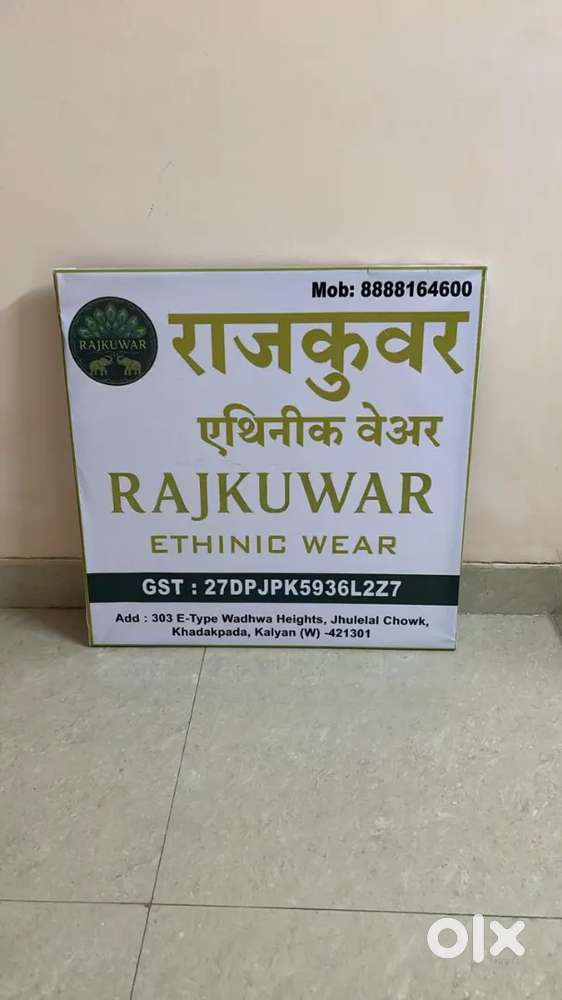 Mob: 8888164600
RAJKUWAR
राजकुवर
एथिनीक वेअर
RAJKUWAR
ETHINIC WEAR
GST : 27DPJPK5936L2Z7
Add : 303 E-Type Wadhwa Heights, Jhulelal Chowk,
Khadakpada, Kalyan (W) -421301
olx